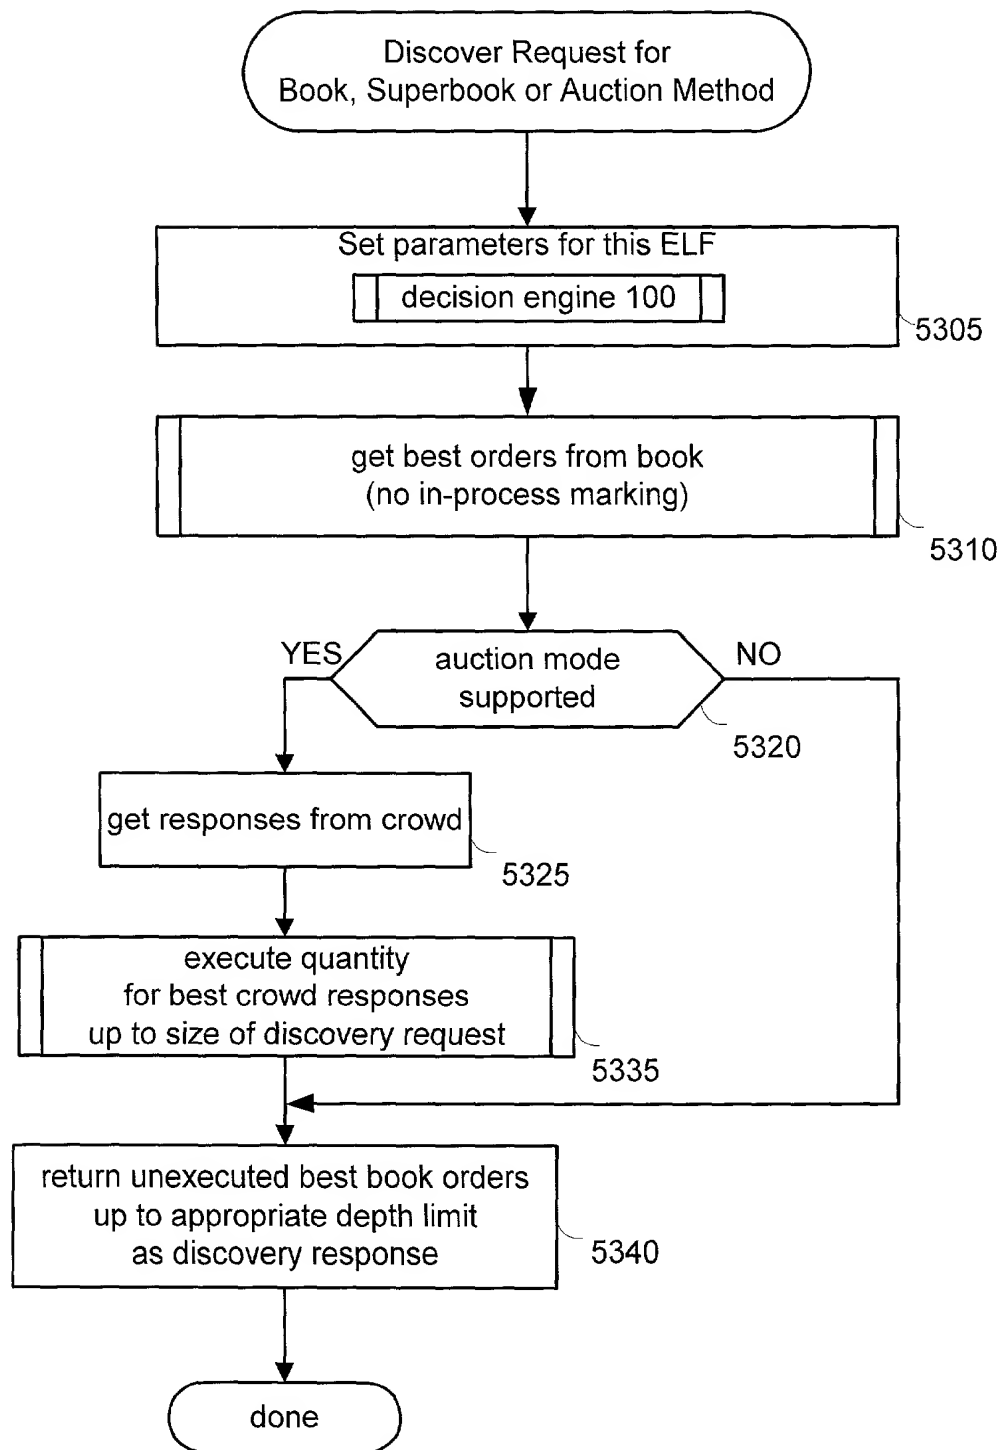 Discover Request for
Book, Superbook or Auction Method
Set parameters for this ELF
decision engine 100
5305
get best orders from book
(no in-process marking)
5310
YES
auction mode
supported
NO
5320
get responses from crowd
5325
execute quantity
for best crowd responses
up to size of discovery request
5335
return unexecuted best book orders
up to appropriate depth limit
as discovery response
5340
done